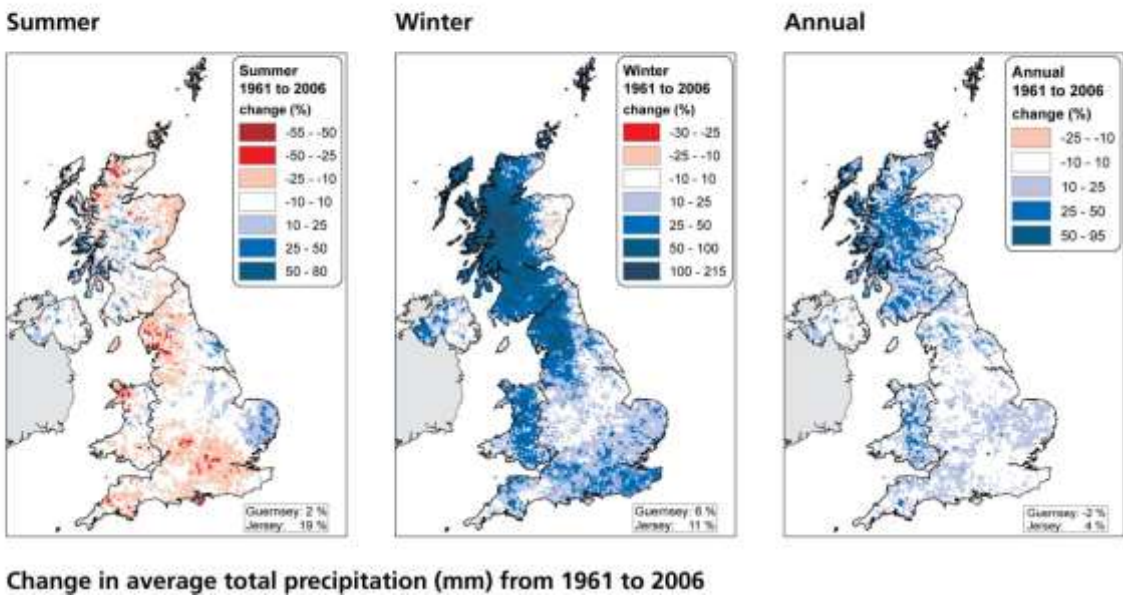 Summer
Winter
Annual
Summer
1961 to 2006
change (%)
-55 - -50
-50 - -25
-25 - -10
-10 - 10
10 - 25
25 - 50
50 - 80
Guernsey: 2 %
Jersey: 19 %
Winter
1961 to 2006
change (%)
-30 - -25
-25 - -10
-10 - 10
10 - 25
25 - 50
50 - 100
100 - 215
Guernsey: 6 %
Jersey: 11 %
Annual
1961 to 2006
change (%)
-25 - -10
-10 - 10
10 - 25
25 - 50
50 - 95
Guernsey: -2 %
Jersey: 4 %
Change in average total precipitation (mm) from 1961 to 2006